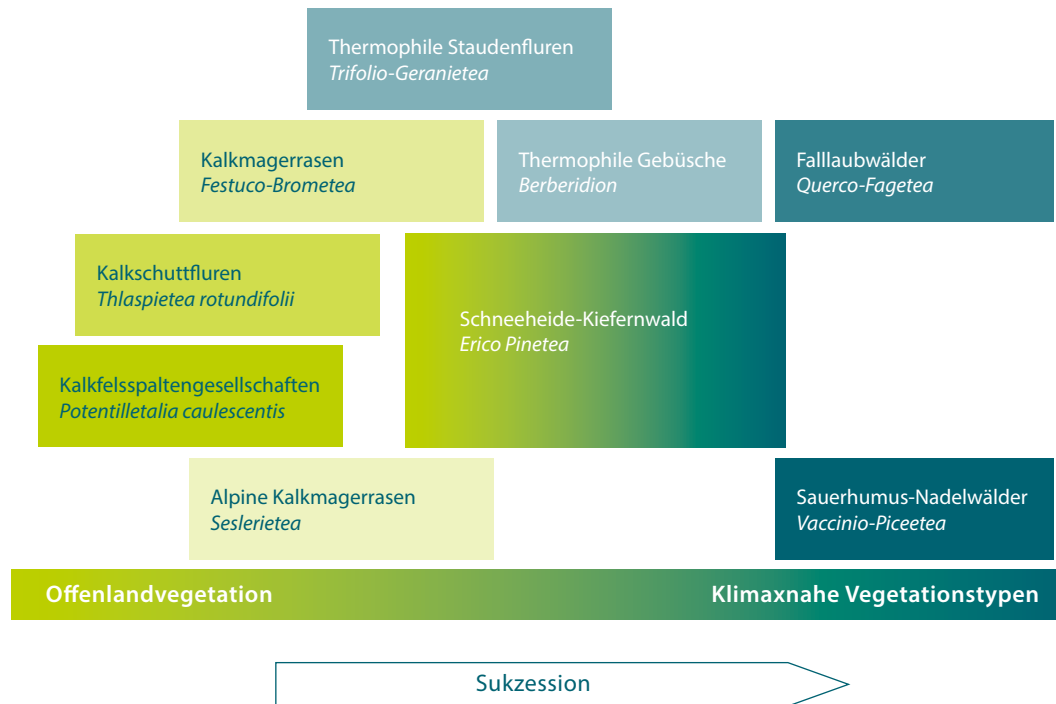 Thermophile Staudenfluren
Trifolio-Geranietea
Kalkmagerrasen
Festuco-Brometea
Thermophile Gebüsche
Berberidion
Falllaubwälder
Querco-Fagetea
Kalkschuttfluren
Thlaspietea rotundifolii
Schneeheide-Kiefernwald
Erico Pinetea
Kalkfelsspaltengesellschaften
Potentilletalia caulescentis
Alpine Kalkmagerrasen
Seslerietea
Sauerhumus-Nadelwälder
Vaccinio-Piceetea
Offenlandvegetation
Klimaxnahe Vegetationstypen
Sukzession